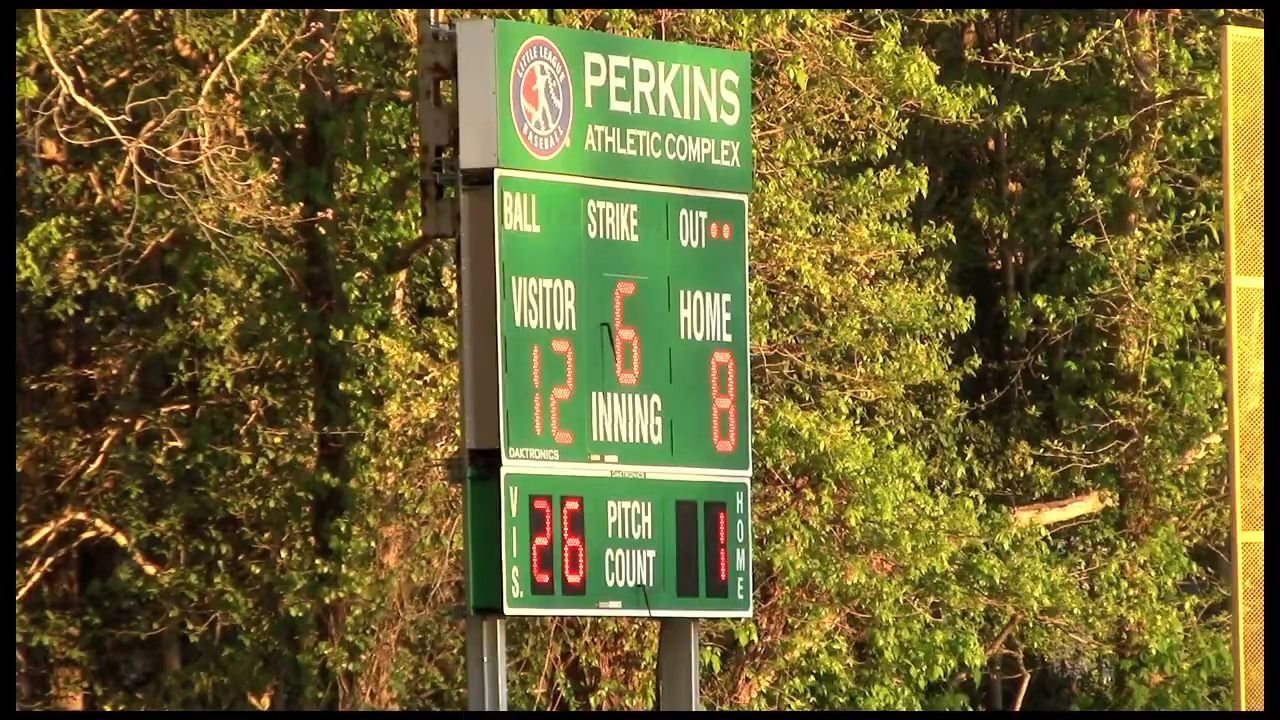 LITTLE LEAGUE
BASEBALL
PERKINS
ATHLETIC COMPLEX
BALL STRIKE OUT
VISITOR 6 HOME
12 INNING 8
DAKTRONICS
DAKTRONICS
VIS. 26 PITCH COUNT 1 HOME